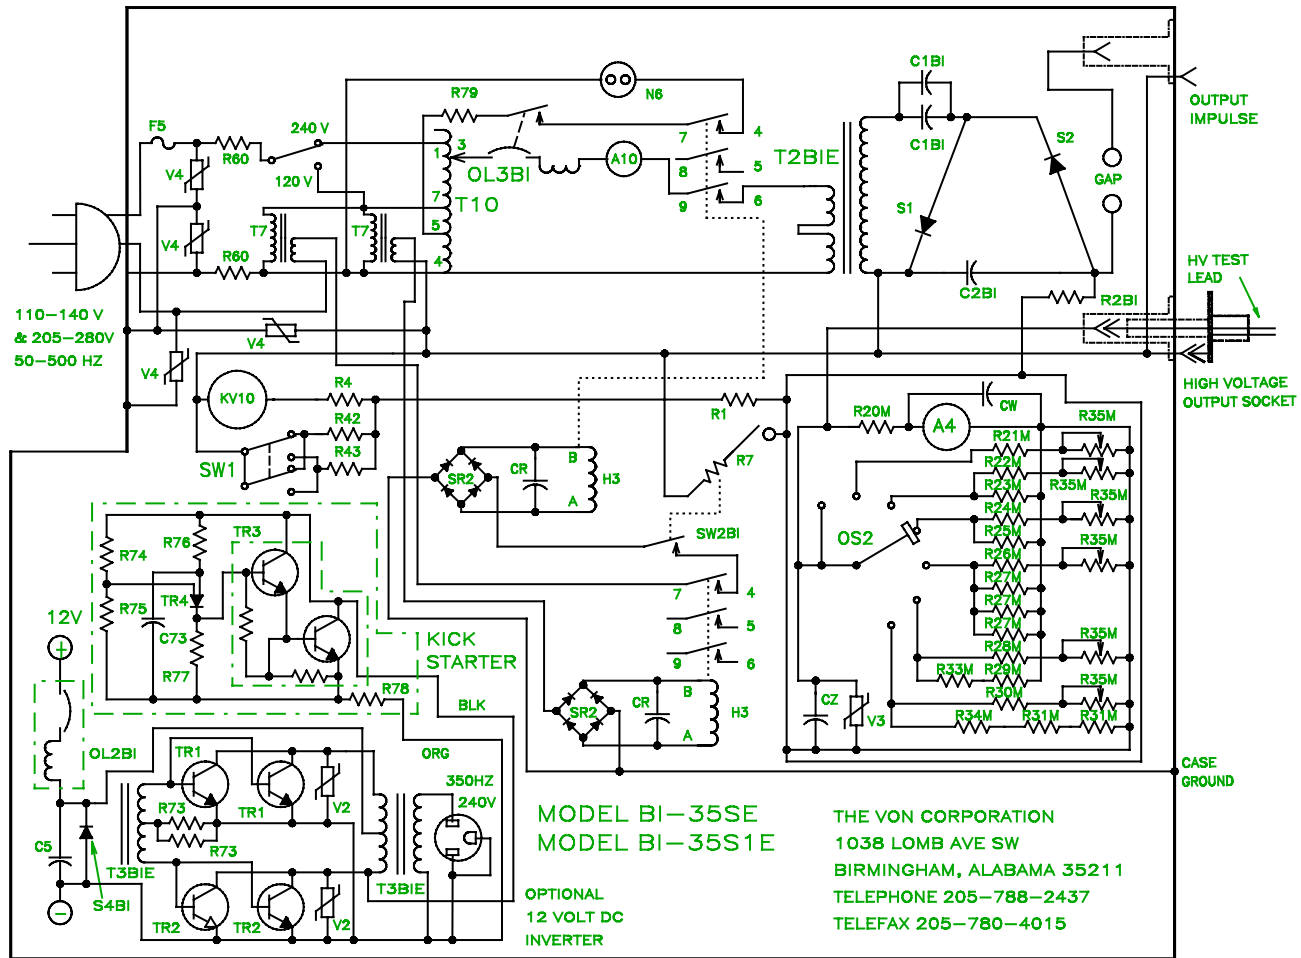 C1BI
R79
N6
OUTPUT
IMPULSE
F5
240 V
7
4
C1BI
S2
3
1
R60
V4
120 V
OL3BI
A10
8
5
T2BIE
GAP
7
T10
9
6
S1
T7
T7
5
V4
R60
4
HV TEST
LEAD
C2BI
R2BI
110-140 V
& 205-280V
50-500 HZ
V4
V4
HIGH VOLTAGE
OUTPUT SOCKET
KV10
R4
R42
R43
SW1
R1
R7
R20M
A4
CW
R35M
R21M
R22M
R35M
R23M
R35M
R24M
R25M
R26M
R35M
R27M
R27M
R27M
R28M
R35M
R33M
R29M
R35M
R30M
R34M
R31M
R31M
OS2
SR2
CR
B
A
H3
SW2BI
7
4
8
5
9
6
TR3
R74
R76
R75
TR4
C73
R77
12V
+
KICK
STARTER
R78
BLK
SR2
CR
B
A
H3
CZ
V3
OL2BI
TR1
TR1
V2
ORG
350HZ
240V
CASE
GROUND
R73
R73
C5
T3BIE
S4BI
T3BIE
TR2
TR2
V2
−
MODEL BI-35SE
MODEL BI-35S1E
OPTIONAL
12 VOLT DC
INVERTER
THE VON CORPORATION
1038 LOMB AVE SW
BIRMINGHAM, ALABAMA 35211
TELEPHONE 205-788-2437
TELEFAX 205-780-4015